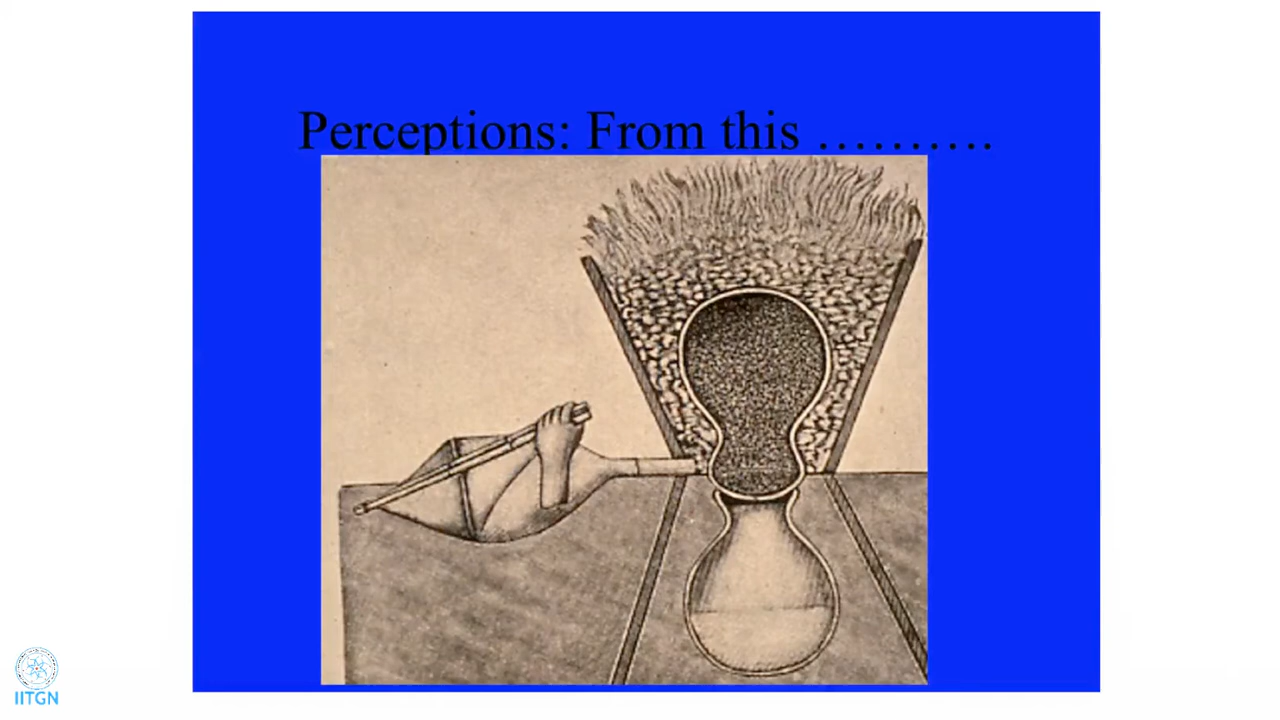 Perceptions: From this ……….
IITGN